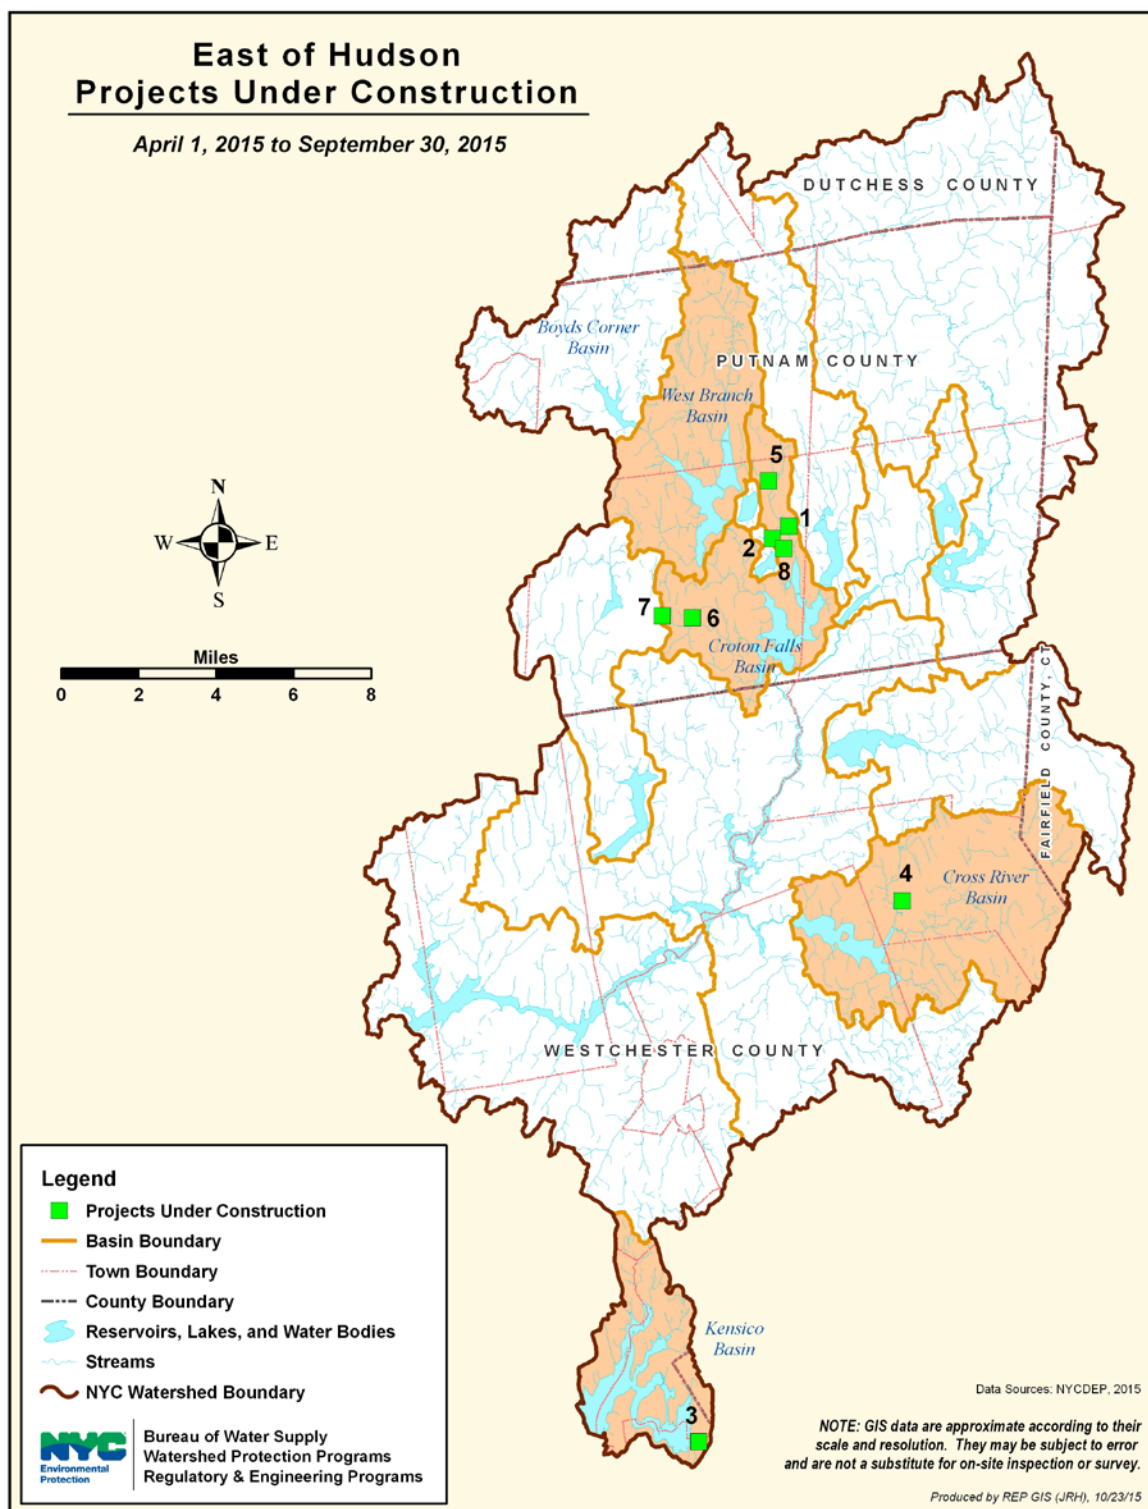 East of Hudson
Projects Under Construction
April 1, 2015 to September 30, 2015
DUTCHESS COUNTY
Boyds Corner
Basin
PUTNAM COUNTY
West Branch
Basin
5
1
2
8
7
6
Croton Falls
Basin
N
W
E
S
Miles
0 2 4 6 8
FAIRFIELD COUNTY, CT
4
Cross River
Basin
WESTCHESTER COUNTY
Kensico
Basin
3
Legend
Projects Under Construction
Basin Boundary
Town Boundary
County Boundary
Reservoirs, Lakes, and Water Bodies
Streams
NYC Watershed Boundary
NYC
Environmental
Protection
Bureau of Water Supply
Watershed Protection Programs
Regulatory & Engineering Programs
Data Sources: NYCDEP, 2015
NOTE: GIS data are approximate according to their
scale and resolution. They may be subject to error
and are not a substitute for on-site inspection or survey.
Produced by REP GIS (JRH), 10/23/15